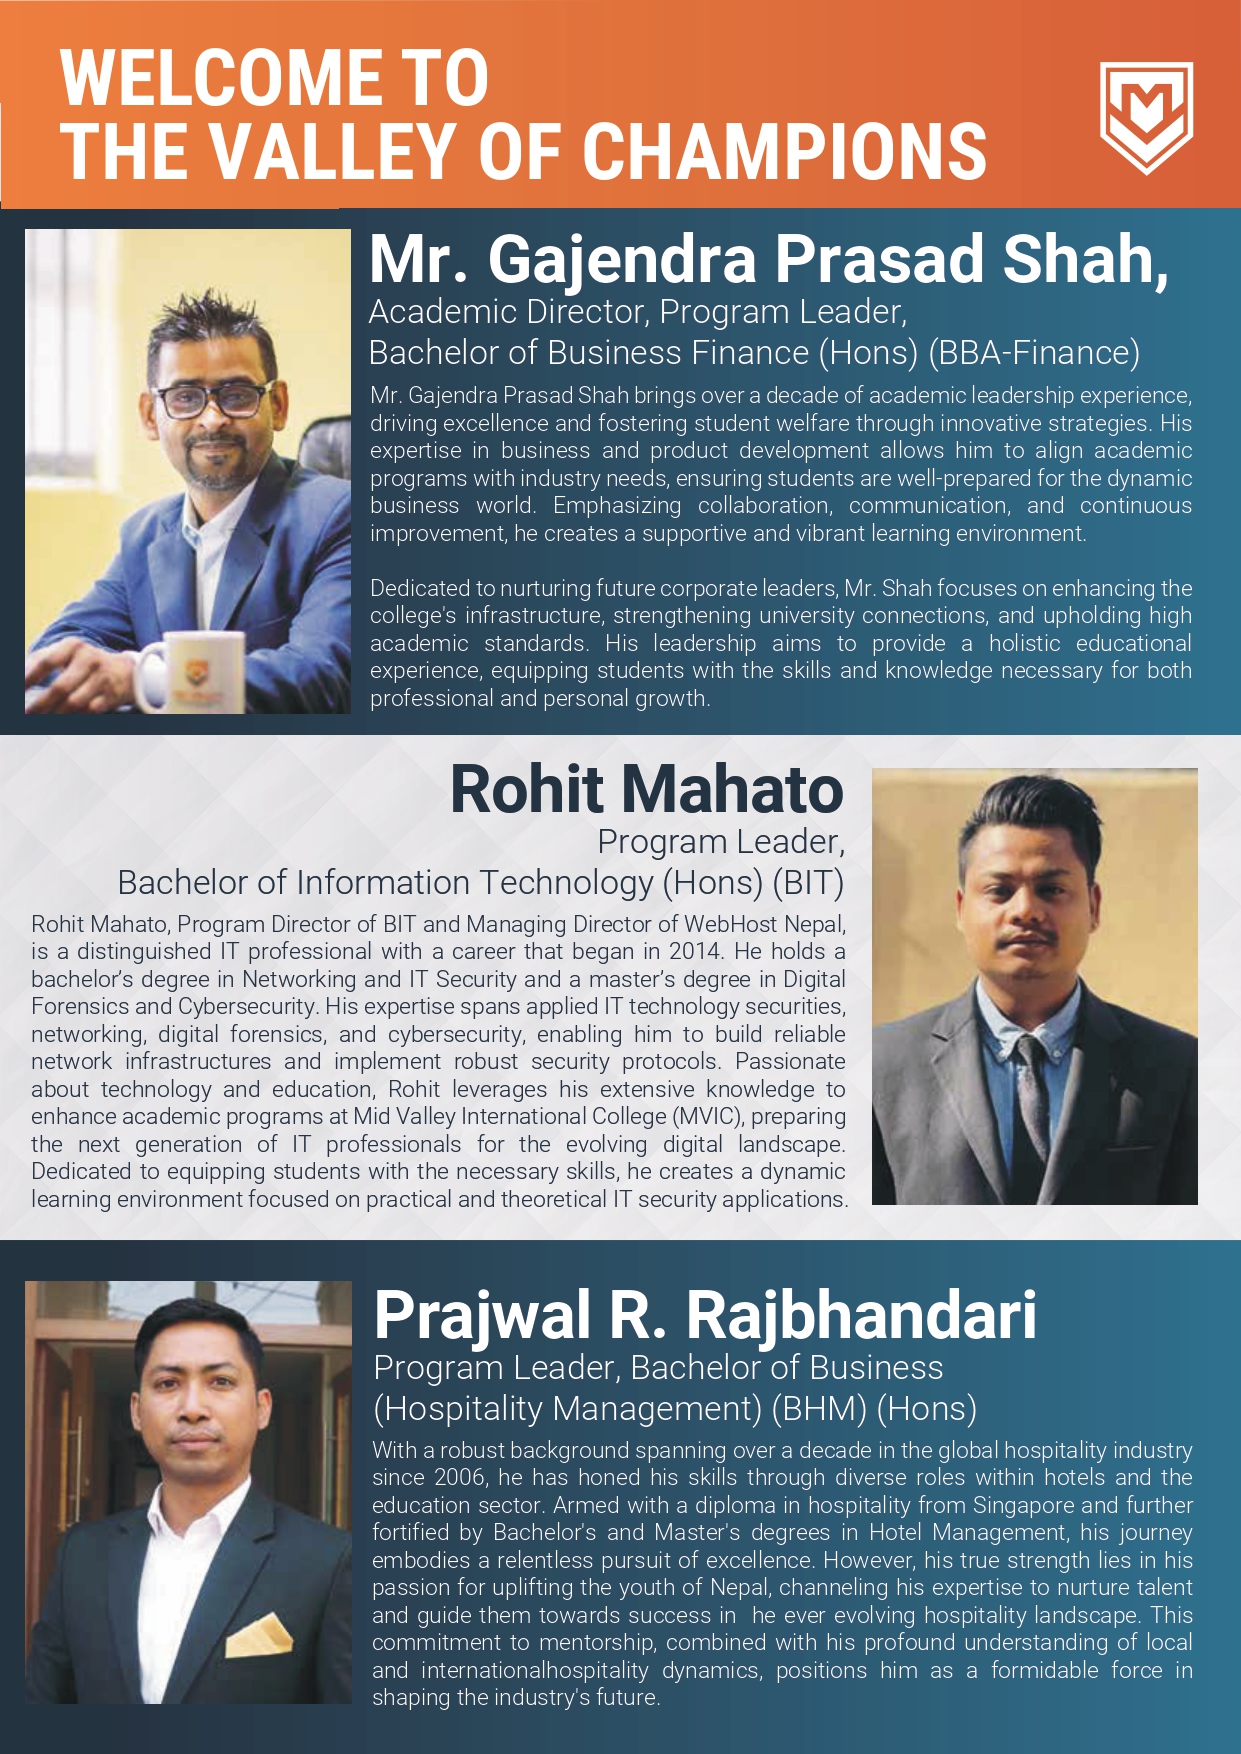 WELCOME TO
THE VALLEY OF CHAMPIONS
Mr. Gajendra Prasad Shah,
Academic Director, Program Leader,
Bachelor of Business Finance (Hons) (BBA-Finance)
Mr. Gajendra Prasad Shah brings over a decade of academic leadership experience,
driving excellence and fostering student welfare through innovative strategies. His
expertise in business and product development allows him to align academic
programs with industry needs, ensuring students are well-prepared for the dynamic
business world. Emphasizing collaboration, communication, and continuous
improvement, he creates a supportive and vibrant learning environment.
Dedicated to nurturing future corporate leaders, Mr. Shah focuses on enhancing the
college's infrastructure, strengthening university connections, and upholding high
academic standards. His leadership aims to provide a holistic educational
experience, equipping students with the skills and knowledge necessary for both
professional and personal growth.
Rohit Mahato
Program Leader,
Bachelor of Information Technology (Hons) (BIT)
Rohit Mahato, Program Director of BIT and Managing Director of WebHost Nepal,
is a distinguished IT professional with a career that began in 2014. He holds a
bachelor’s degree in Networking and IT Security and a master’s degree in Digital
Forensics and Cybersecurity. His expertise spans applied IT technology securities,
networking, digital forensics, and cybersecurity, enabling him to build reliable
network infrastructures and implement robust security protocols. Passionate
about technology and education, Rohit leverages his extensive knowledge to
enhance academic programs at Mid Valley International College (MVIC), preparing
the next generation of IT professionals for the evolving digital landscape.
Dedicated to equipping students with the necessary skills, he creates a dynamic
learning environment focused on practical and theoretical IT security applications.
Prajwal R. Rajbhandari
Program Leader, Bachelor of Business
(Hospitality Management) (BHM) (Hons)
With a robust background spanning over a decade in the global hospitality industry
since 2006, he has honed his skills through diverse roles within hotels and the
education sector. Armed with a diploma in hospitality from Singapore and further
fortified by Bachelor's and Master's degrees in Hotel Management, his journey
embodies a relentless pursuit of excellence. However, his true strength lies in his
passion for uplifting the youth of Nepal, channeling his expertise to nurture talent
and guide them towards success in he ever evolving hospitality landscape. This
commitment to mentorship, combined with his profound understanding of local
and internationalhospitality dynamics, positions him as a formidable force in
shaping the industry's future.